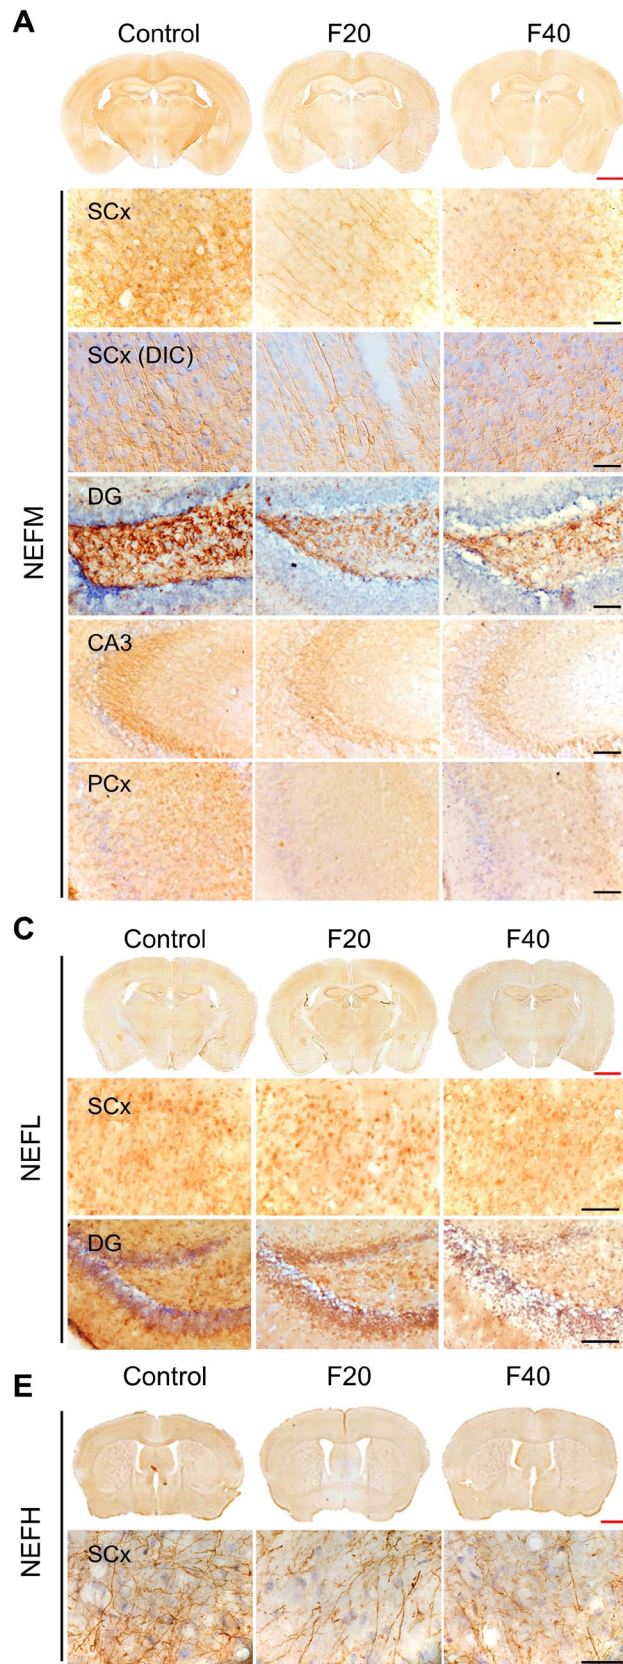 A
Control F20 F40
SCx
SCx (DIC)
DG
CA3
PCx
NEFM
C
Control F20 F40
SCx
DG
NEFL
E
Control F20 F40
SCx
NEFH